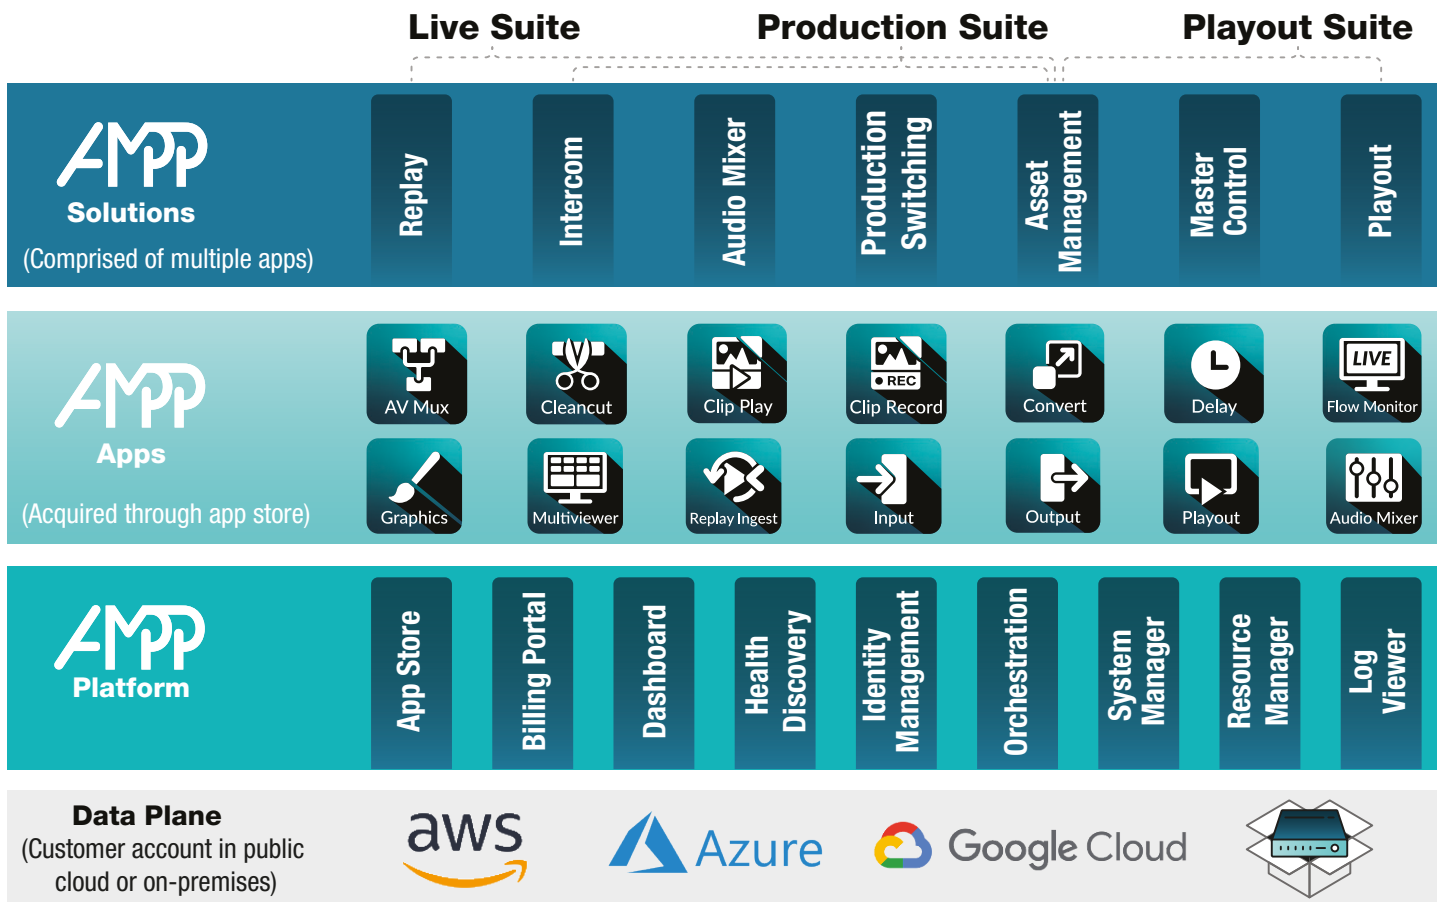 Live Suite
Production Suite
Playout Suite
AMPP
Solutions
(Comprised of multiple apps)
Replay
Intercom
Audio Mixer
Production
Switching
Asset
Management
Master
Control
Playout
AMPP
Apps
(Acquired through app store)
AV Mux
Cleancut
Clip Play
REC
Clip Record
Convert
Delay
LIVE
Flow Monitor
Graphics
Multiviewer
Replay Ingest
Input
Output
Playout
Audio Mixer
AMPP
Platform
App Store
Billing Portal
Dashboard
Health
Discovery
Identity
Management
Orchestration
System
Manager
Resource
Manager
Log
Viewer
Data Plane
(Customer account in public
cloud or on-premises)
aws
Azure
Google Cloud